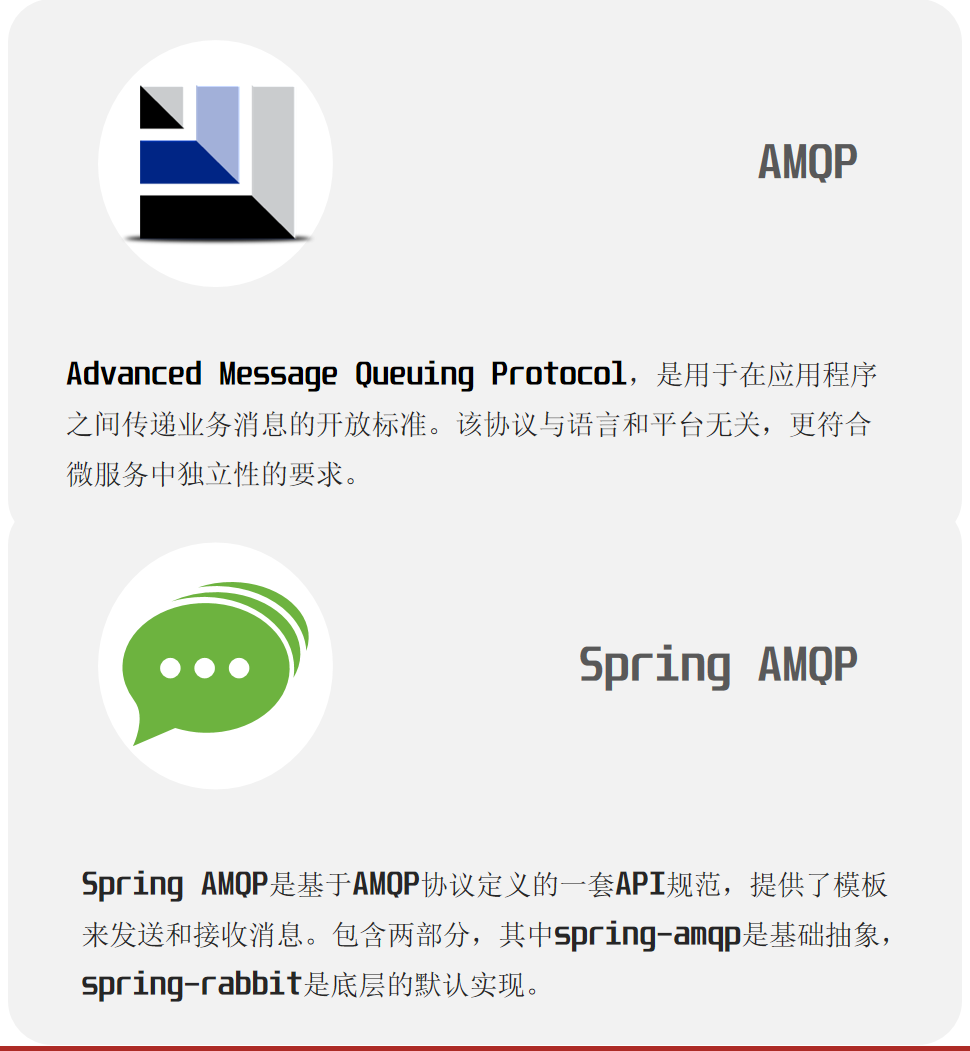 AMQP
Advanced Message Queuing Protocol，是用于在应用程序
之间传递业务消息的开放标准。该协议与语言和平台无关，更符合
微服务中独立性的要求。
Spring AMQP
Spring AMQP是基于AMQP协议定义的一套API规范，提供了模板
来发送和接收消息。包含两部分，其中spring-amqp是基础抽象，
spring-rabbit是底层的默认实现。